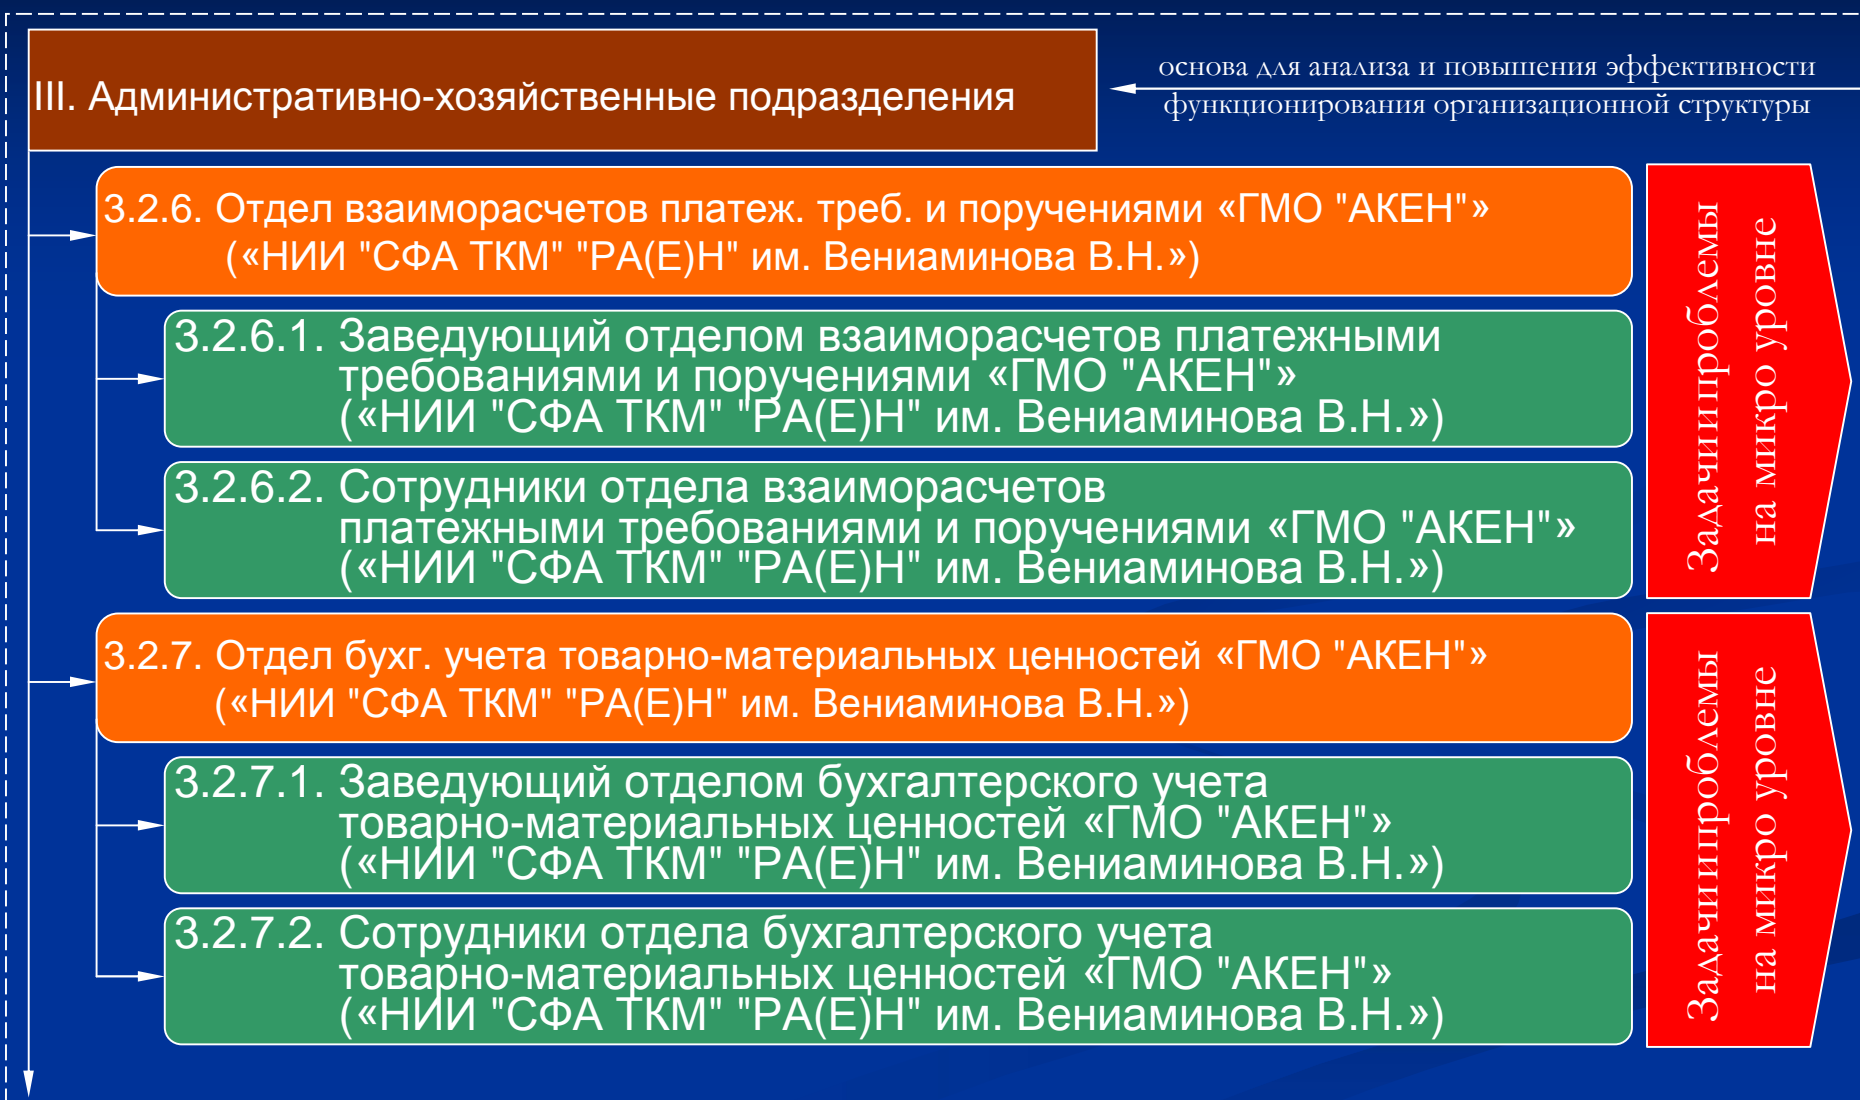 III. Административно-хозяйственные подразделения
основа для анализа и повышения эффективности
функционирования организационной структуры
3.2.6. Отдел взаиморасчетов платеж. треб. и поручениями «ГМО "АКЕН"»
(«НИИ "СФА ТКМ" "РА(Е)Н" им. Вениаминова В.Н.»)
3.2.6.1. Заведующий отделом взаиморасчетов платежными
требованиями и поручениями «ГМО "АКЕН"»
(«НИИ "СФА ТКМ" "РА(Е)Н" им. Вениаминова В.Н.»)
3.2.6.2. Сотрудники отдела взаиморасчетов
платежными требованиями и поручениями «ГМО "АКЕН"»
(«НИИ "СФА ТКМ" "РА(Е)Н" им. Вениаминова В.Н.»)
Задачи и проблемы
на микро уровне
3.2.7. Отдел бухг. учета товарно-материальных ценностей «ГМО "АКЕН"»
(«НИИ "СФА ТКМ" "РА(Е)Н" им. Вениаминова В.Н.»)
3.2.7.1. Заведующий отделом бухгалтерского учета
товарно-материальных ценностей «ГМО "АКЕН"»
(«НИИ "СФА ТКМ" "РА(Е)Н" им. Вениаминова В.Н.»)
3.2.7.2. Сотрудники отдела бухгалтерского учета
товарно-материальных ценностей «ГМО "АКЕН"»
(«НИИ "СФА ТКМ" "РА(Е)Н" им. Вениаминова В.Н.»)
Задачи и проблемы
на микро уровне